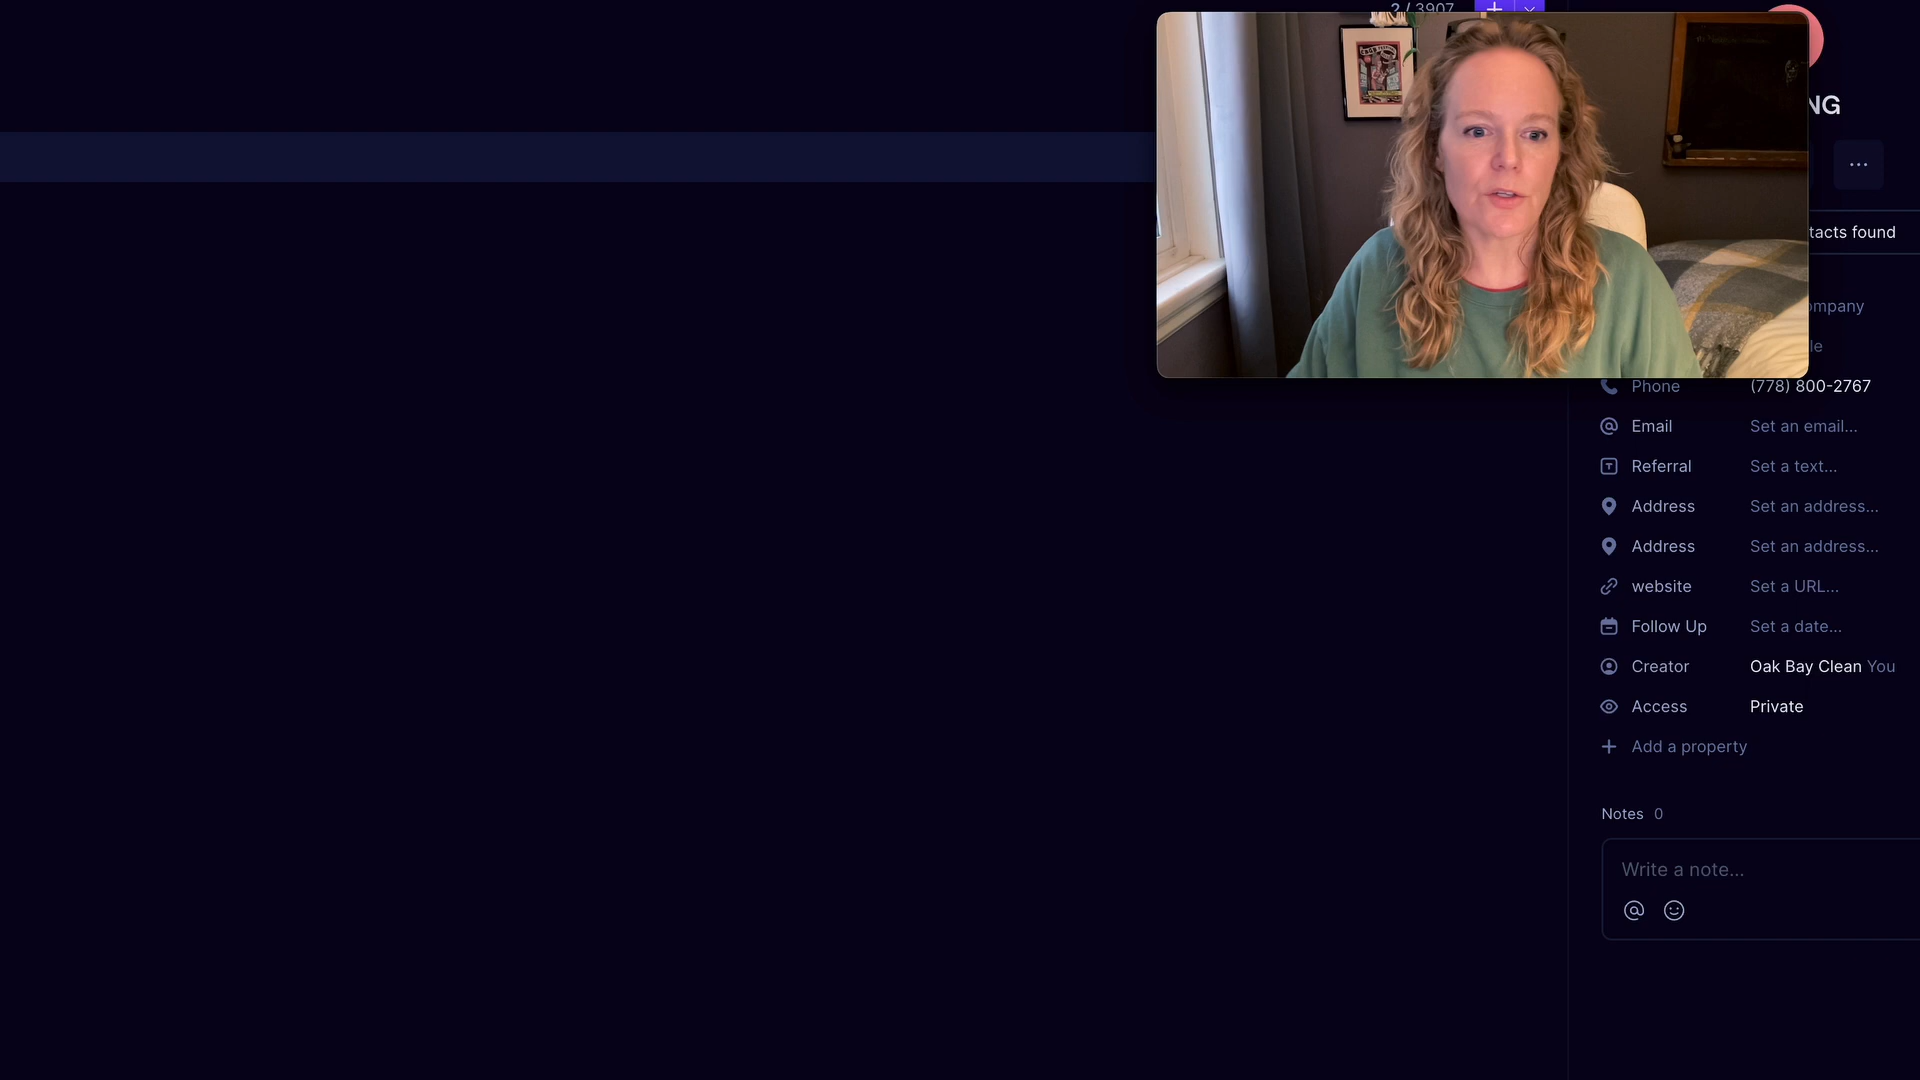 2 / 3907
NG
tacts found
ompany
le
Phone (778) 800-2767
Email Set an email...
Referral Set a text...
Address Set an address...
Address Set an address...
website Set a URL...
Follow Up Set a date...
Creator Oak Bay Clean You
Access Private
Add a property
Notes 0
Write a note...